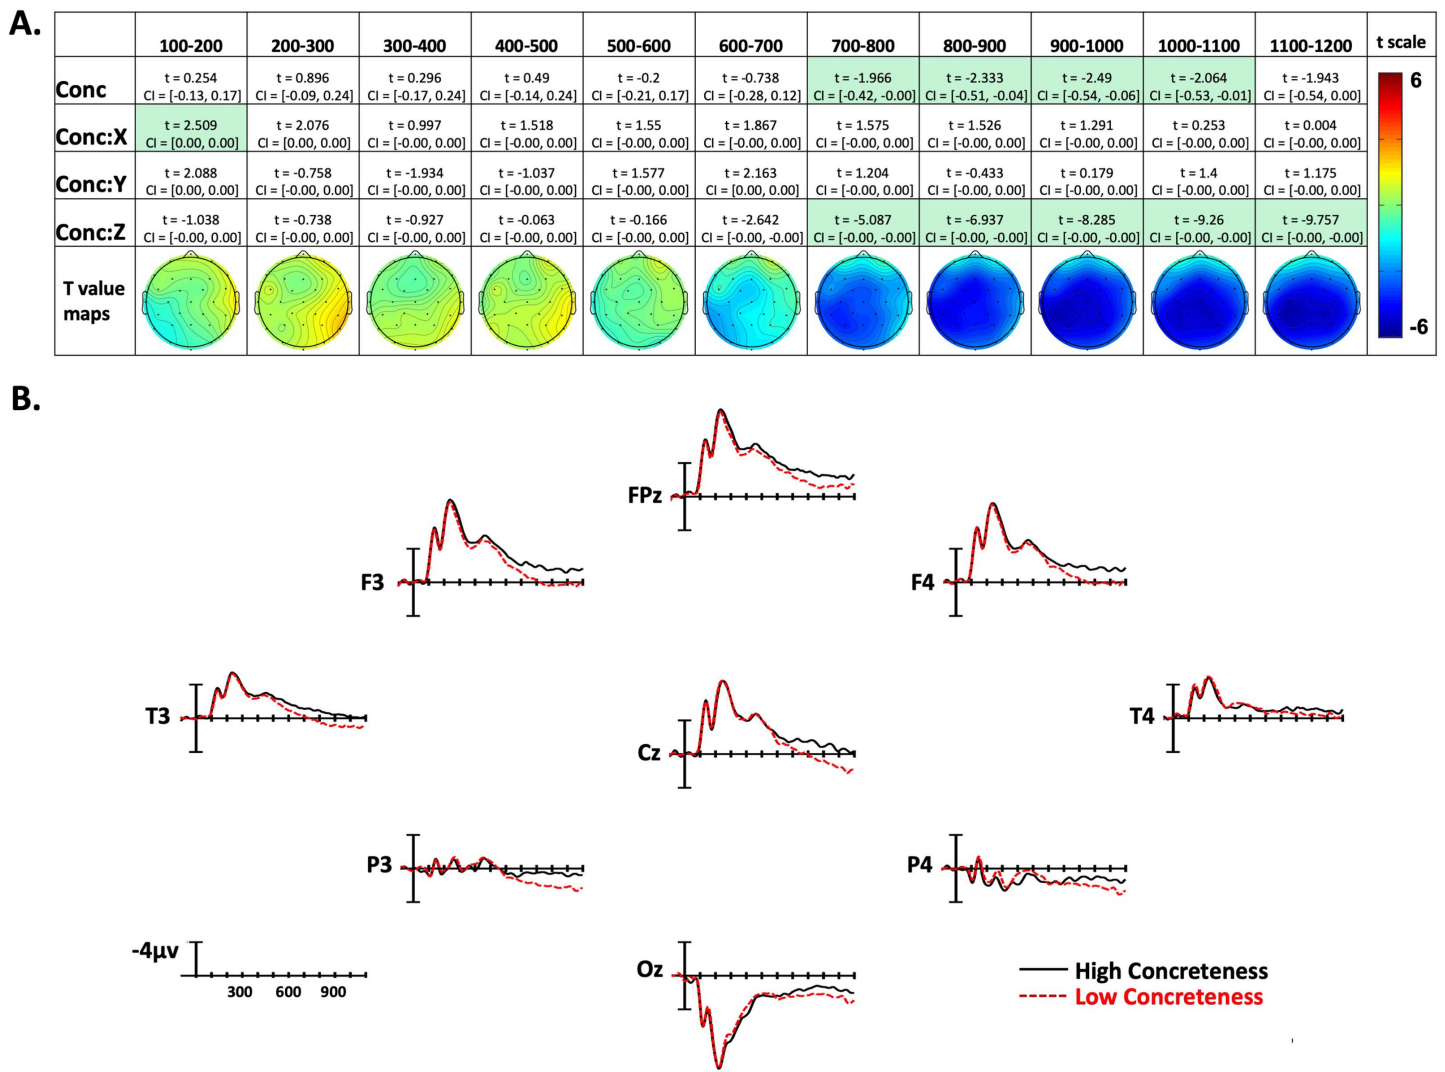 A.
100-200 200-300 300-400 400-500 500-600 600-700 700-800 800-900 900-1000 1000-1100 1100-1200 t scale
Conc
t = 0.254 t = 0.896 t = 0.296 t = 0.49 t = -0.2 t = -0.738 t = -1.966 t = -2.333 t = -2.49 t = -2.064 t = -1.943
CI = [-0.13, 0.17] CI = [-0.09, 0.24] CI = [-0.17, 0.24] CI = [-0.14, 0.24] CI = [-0.21, 0.17] CI = [-0.28, 0.12] CI = [-0.42, -0.00] CI = [-0.51, -0.04] CI = [-0.54, -0.06] CI = [-0.53, -0.01] CI = [-0.54, 0.00]
Conc:X
t = 2.509 t = 2.076 t = 0.997 t = 1.518 t = 1.55 t = 1.867 t = 1.575 t = 1.526 t = 1.291 t = 0.253 t = 0.004
CI = [0.00, 0.00] CI = [0.00, 0.00] CI = [-0.00, 0.00] CI = [-0.00, 0.00] CI = [-0.00, 0.00] CI = [-0.00, 0.00] CI = [-0.00, 0.00] CI = [-0.00, 0.00] CI = [-0.00, 0.00] CI = [-0.00, 0.00] CI = [-0.00, 0.00]
Conc:Y
t = 2.088 t = -0.758 t = -1.934 t = -1.037 t = 1.577 t = 2.163 t = 1.204 t = -0.433 t = 0.179 t = 1.4 t = 1.175
CI = [0.00, 0.00] CI = [-0.00, 0.00] CI = [-0.00, 0.00] CI = [-0.00, 0.00] CI = [-0.00, 0.00] CI = [0.00, 0.00] CI = [-0.00, 0.00] CI = [-0.00, 0.00] CI = [-0.00, 0.00] CI = [-0.00, 0.00] CI = [-0.00, 0.00]
Conc:Z
t = -1.038 t = -0.738 t = -0.927 t = -0.063 t = -0.166 t = -2.642 t = -5.087 t = -6.937 t = -8.285 t = -9.26 t = -9.757
CI = [-0.00, 0.00] CI = [-0.00, 0.00] CI = [-0.00, 0.00] CI = [-0.00, 0.00] CI = [-0.00, 0.00] CI = [-0.00, -0.00] CI = [-0.00, -0.00] CI = [-0.00, -0.00] CI = [-0.00, -0.00] CI = [-0.00, -0.00] CI = [-0.00, -0.00]
T value
maps
6
-6
B.
FPz
F3
F4
T3
Cz
T4
P3
P4
-4μv
300 600 900
Oz
High Concreteness
Low Concreteness